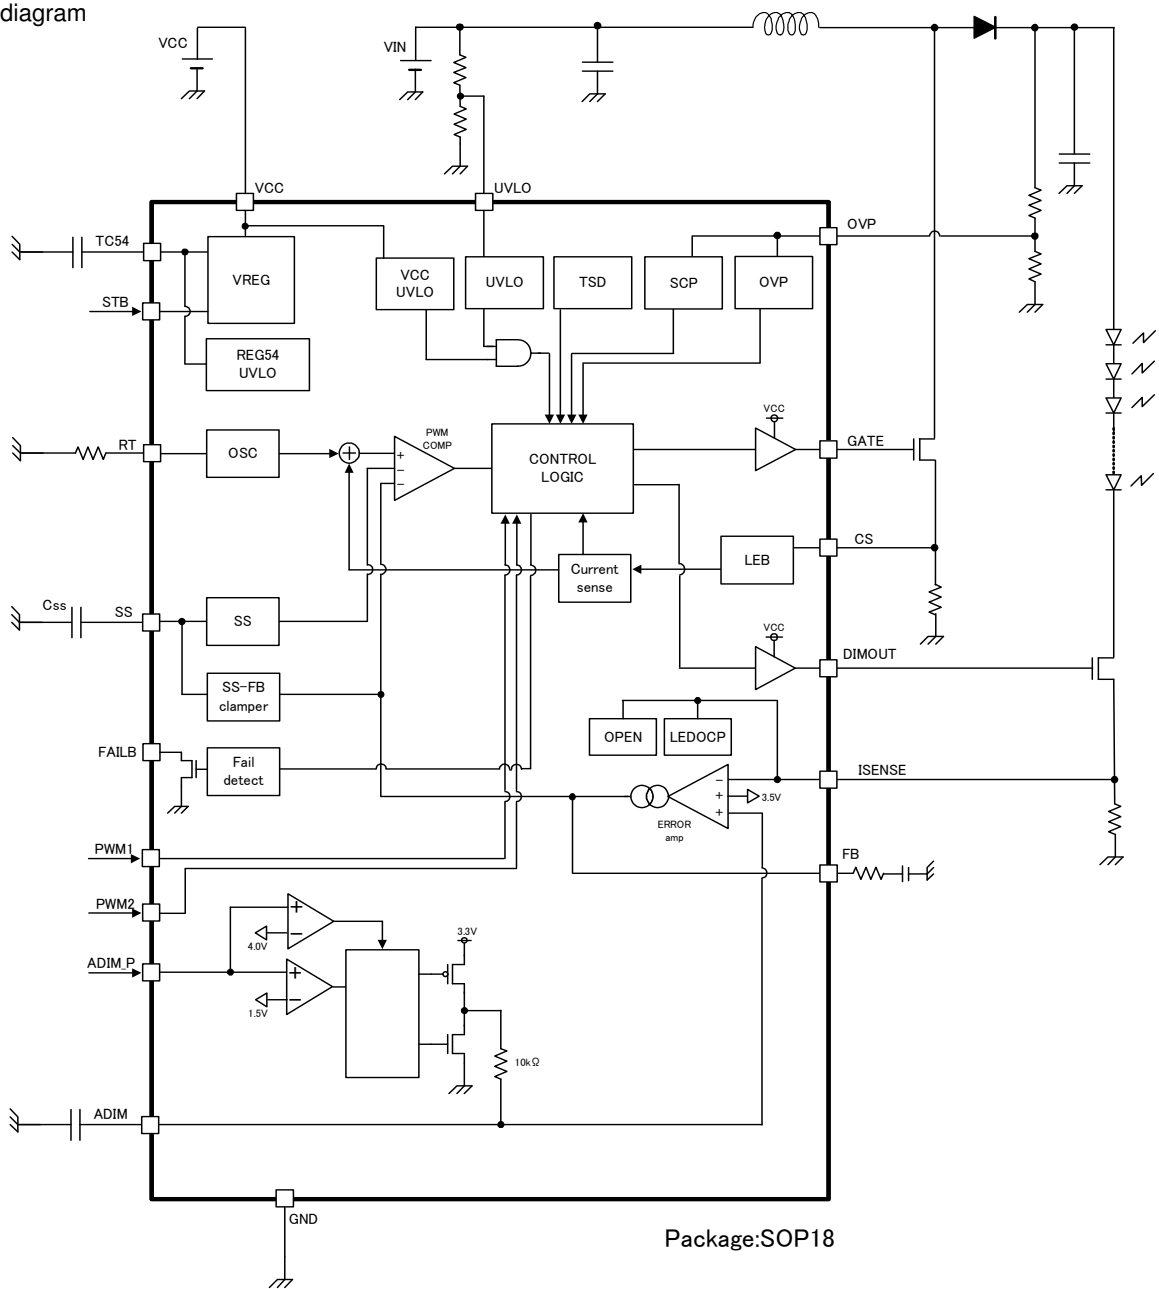 diagram
VCC
VIN
VCC
UVLO
TC54
OVP
VREG
VCC
UVLO
UVLO
TSD
SCP
OVP
STB
REG54
UVLO
VCC
RT
OSC
PWM
COMP
+
−
−
CONTROL
LOGIC
GATE
CS
LEB
Current
sense
Css
SS
SS
VCC
DIMOUT
SS-FB
clamper
OPEN
LEDOCP
FAILB
Fail
detect
ISENSE
−
+
+
3.5V
ERROR
amp
PWM1
FB
PWM2
+
−
4.0V
3.3V
ADIM_P
+
−
1.5V
10kΩ
ADIM
GND
Package:SOP18